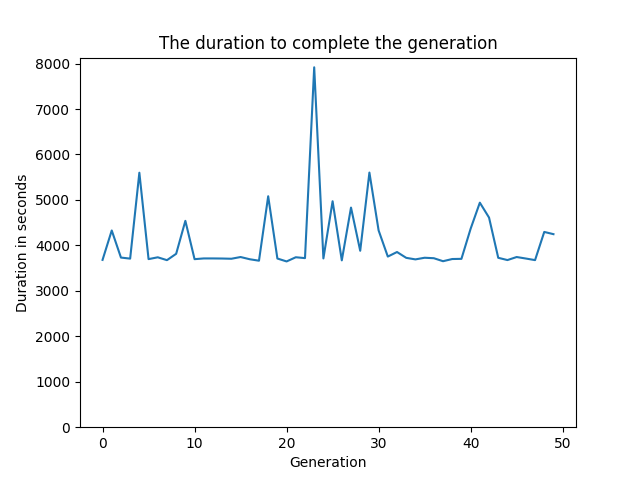 The duration to complete the generation
8000
7000
6000
5000
4000
3000
2000
1000
0
Duration in seconds
0 10 20 30 40 50
Generation